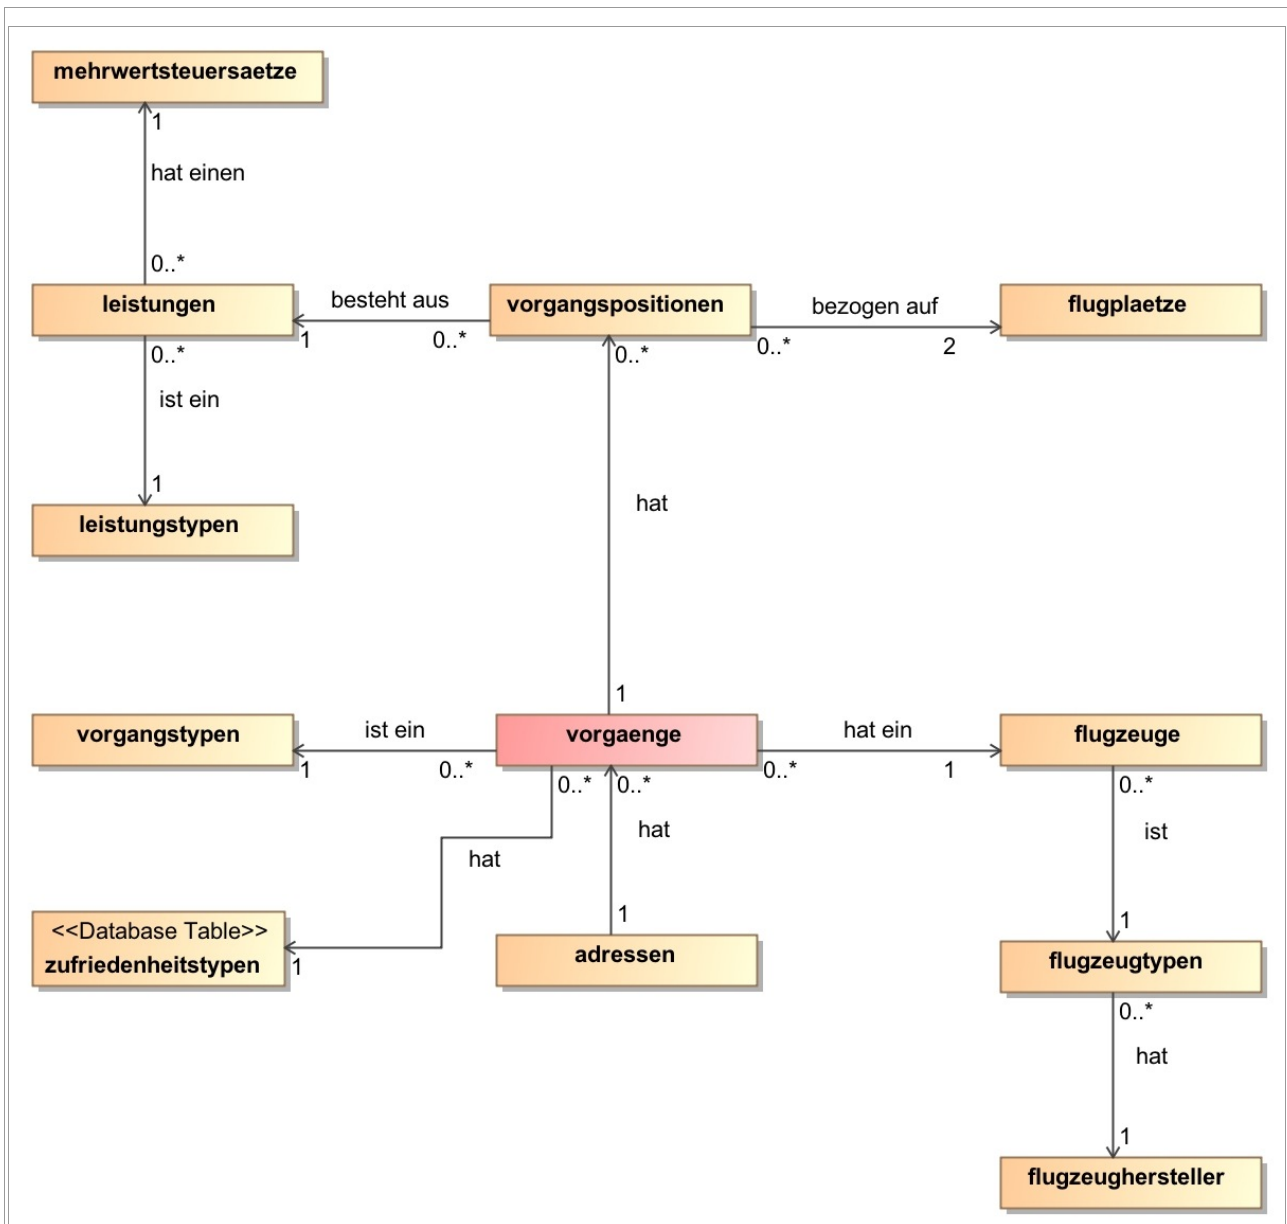 mehrwertsteuersaetze
1
hat einen
0..*
leistungen
besteht aus
1
0..*
vorgangspositionen
bezogen auf
0..*
2
flugplaetze
0..*
ist ein
1
leistungstypen
0..*
hat
1
vorgangstypen
ist ein
1
0..*
vorgaenge
hat ein
0..*
1
flugzeuge
0..*
0..*
hat
hat
1
<<Database Table>>
zufriedenheitstypen
1
adressen
0..*
ist
1
flugzeugtypen
0..*
hat
1
flugzeughersteller